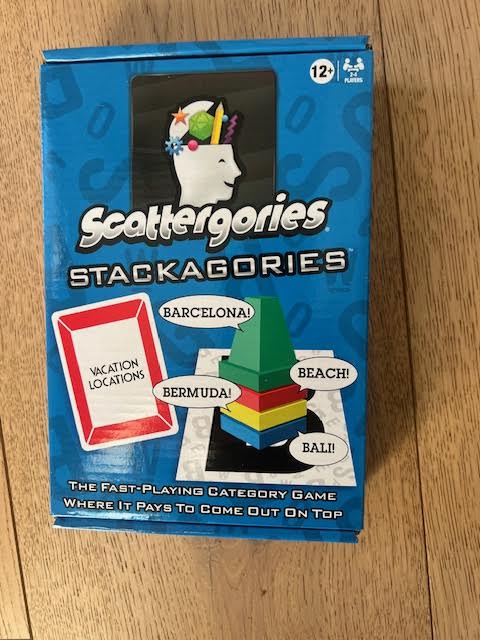 12+
2-4
PLAYERS
Scattergories
STACKAGORIES™
BARCELONA!
VACATION
LOCATIONS
BEACH!
BERMUDA!
BALI!
THE FAST-PLAYING CATEGORY GAME
WHERE IT PAYS TO COME OUT ON TOP